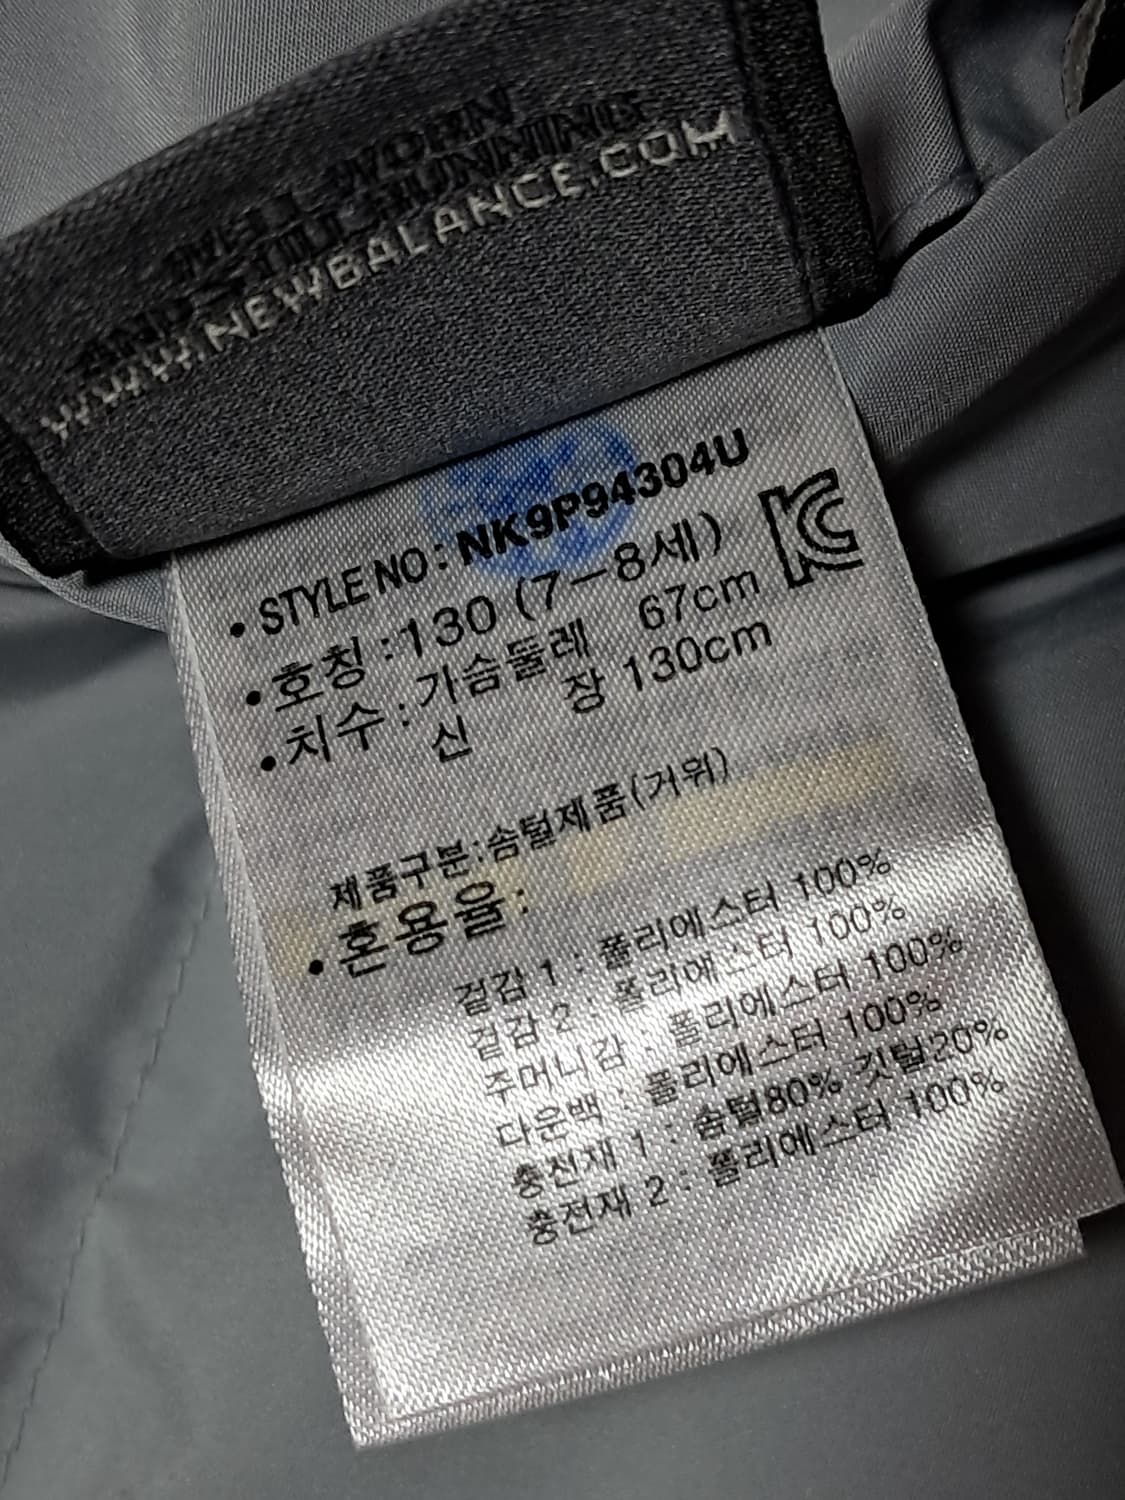 WWW.NEWBALANCE.COM
• STYLE NO : NK9P94304U
• 호칭 : 130 (7-8세)
• 치수 : 가슴둘레 67cm
신 장 130cm
제품구분:솜털제품(거위)
• 혼용율:
겉감 1 : 폴리에스터 100%
겉감 2 : 폴리에스터 100%
주머니감 : 폴리에스터 100%
다운백 : 폴리에스터 100%
충전재 1 : 솜털80% 깃털20%
충전재 2 : 폴리에스터 100%